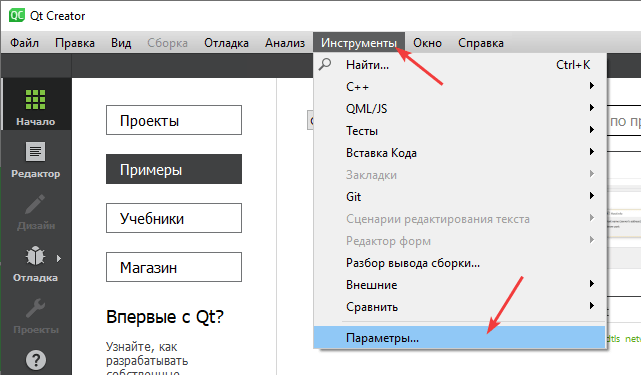 Qt Creator
Файл Правка Вид Сборка Отладка Анализ Инструменты Окно Справка
Найти... Ctrl+K
C++
QML/JS
Тесты
Вставка Кода
Закладки
Git
Сценарии редактирования текста
Редактор форм
Разбор вывода сборки...
Внешние
Сравнить
Параметры...
Начало
Редактор
Дизайн
Отладка
Проекты
Проекты
Примеры
Учебники
Магазин
Впервые с Qt?
Узнайте, как
разрабатывать
собственные
по пр